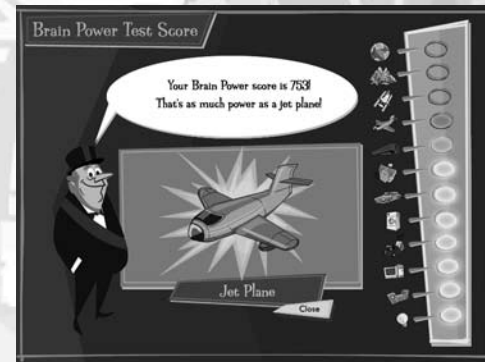 Brain Power Test Score
Your Brain Power score is 753!
That's as much power as a jet plane!
Jet Plane
Close